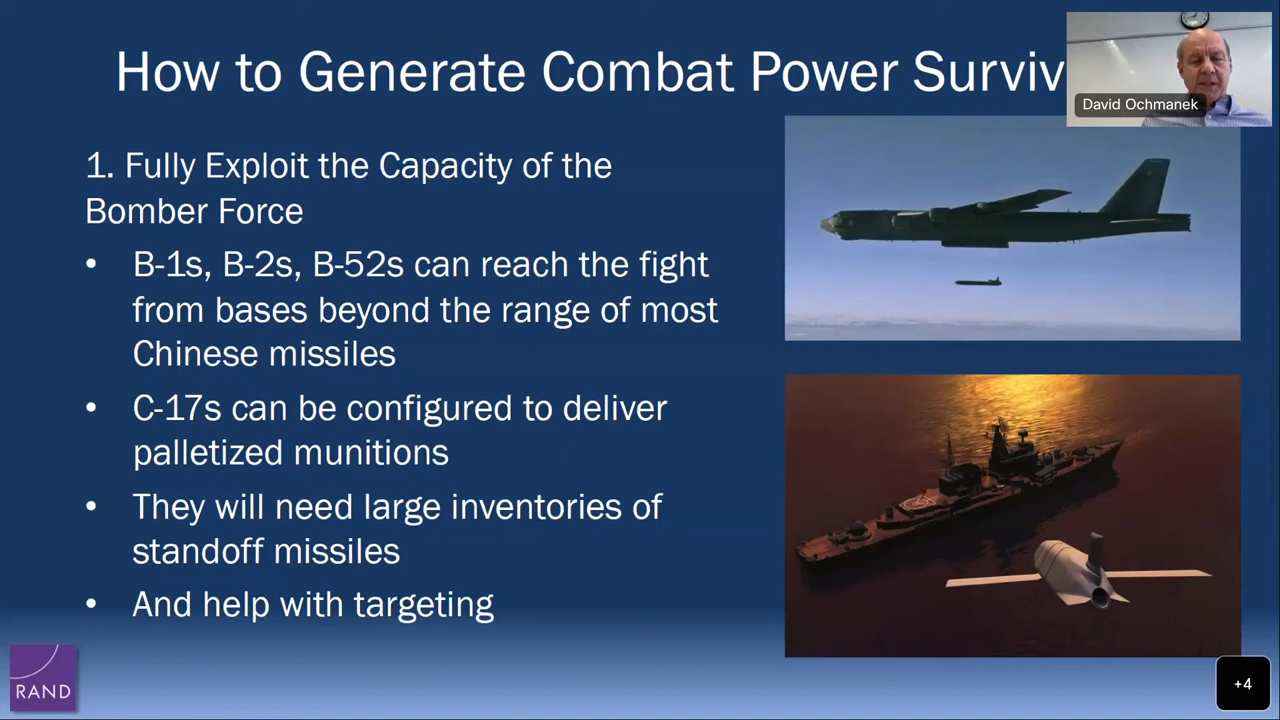 How to Generate Combat Power Surviv
David Ochmanek
1. Fully Exploit the Capacity of the
Bomber Force
• B-1s, B-2s, B-52s can reach the fight
from bases beyond the range of most
Chinese missiles
• C-17s can be configured to deliver
palletized munitions
• They will need large inventories of
standoff missiles
• And help with targeting
RAND
+4